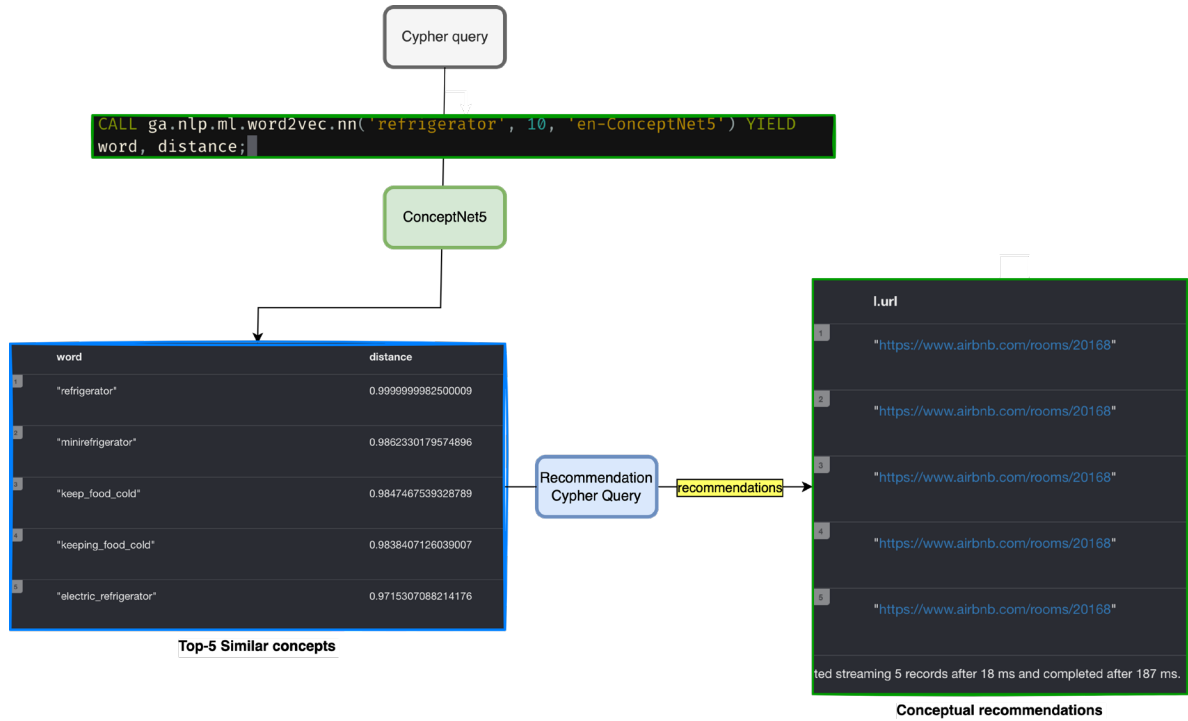 Cypher query
CALL ga.nlp.ml.word2vec.nn('refrigerator', 10, 'en-ConceptNet5') YIELD
word, distance;
ConceptNet5
word distance
1 "refrigerator" 0.9999999982500009
2 "minirefrigerator" 0.9862330179574896
3 "keep_food_cold" 0.9847467539328789
4 "keeping_food_cold" 0.9838407126039007
5 "electric_refrigerator" 0.9715307088214176
Top-5 Similar concepts
Recommendation
Cypher Query
recommendations
l.url
1 "https://www.airbnb.com/rooms/20168"
2 "https://www.airbnb.com/rooms/20168"
3 "https://www.airbnb.com/rooms/20168"
4 "https://www.airbnb.com/rooms/20168"
5 "https://www.airbnb.com/rooms/20168"
ted streaming 5 records after 18 ms and completed after 187 ms.
Conceptual recommendations